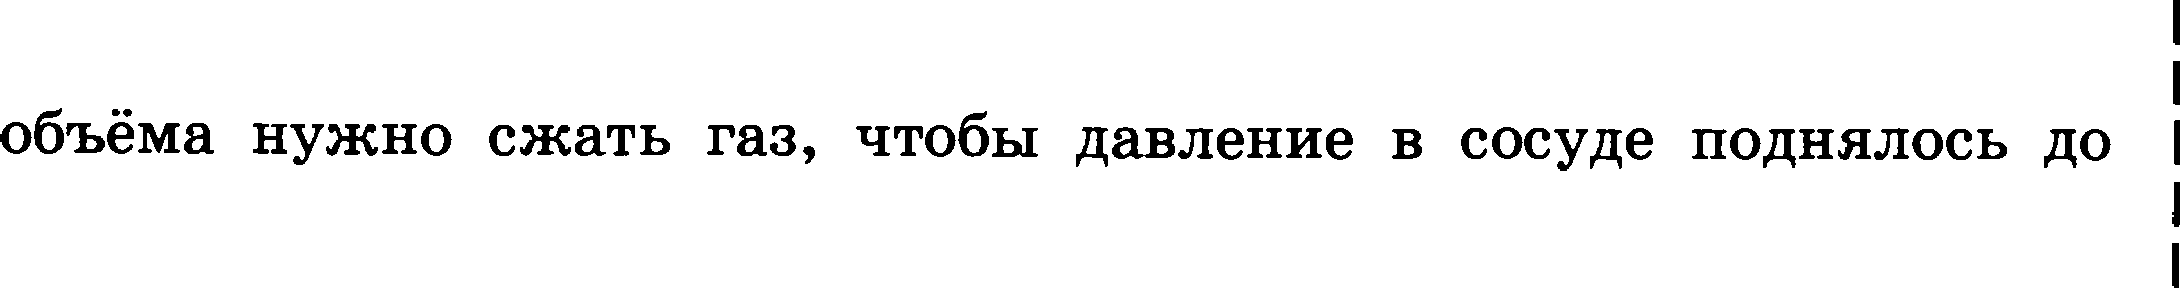 объёма нужно сжать газ, чтобы давление в сосуде поднялось до